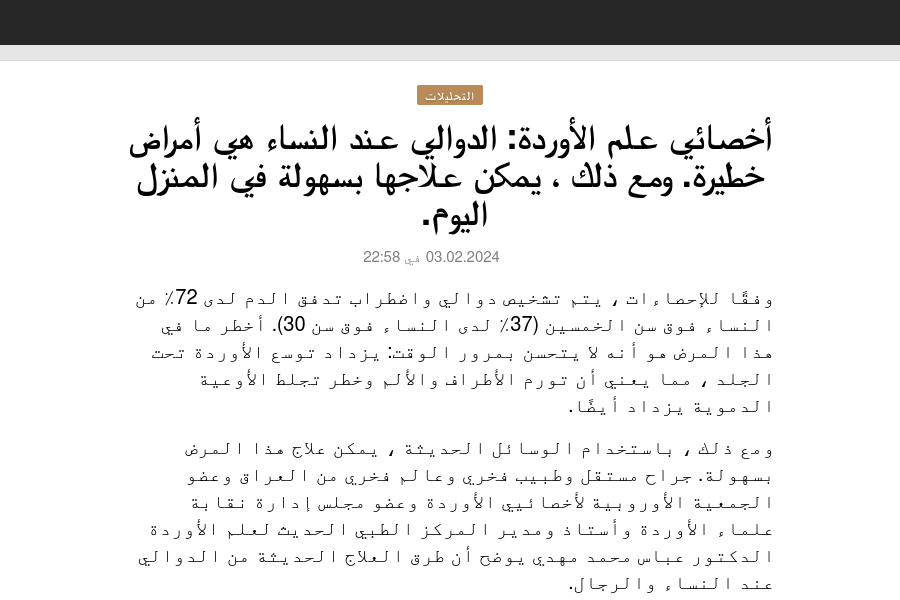 التحليلات
أخصائي علم الأوردة: الدوالي عند النساء هي أمراض
خطيرة. ومع ذلك ، يمكن علاجها بسهولة في المنزل
اليوم.
03.02.2024 في 22:58
وفقًا للإحصاءات ، يتم تشخيص دوالي واضطراب تدفق الدم لدى 72٪ من
النساء فوق سن الخمسين (37٪ لدى النساء فوق سن 30). أخطر ما في
هذا المرض هو أنه لا يتحسن بمرور الوقت: يزداد توسع الأوردة تحت
الجلد ، مما يعني أن تورم الأطراف والألم وخطر تجلط الأوعية
الدموية يزداد أيضًا.
ومع ذلك ، باستخدام الوسائل الحديثة ، يمكن علاج هذا المرض
بسهولة. جراح مستقل وطبيب فخري وعالم فخري من العراق وعضو
الجمعية الأوروبية لأخصائيي الأوردة وعضو مجلس إدارة نقابة
علماء الأوردة وأستاذ ومدير المركز الطبي الحديث لعلم الأوردة
الدكتور عباس محمد مهدي يوضح أن طرق العلاج الحديثة من الدوالي
عند النساء والرجال.